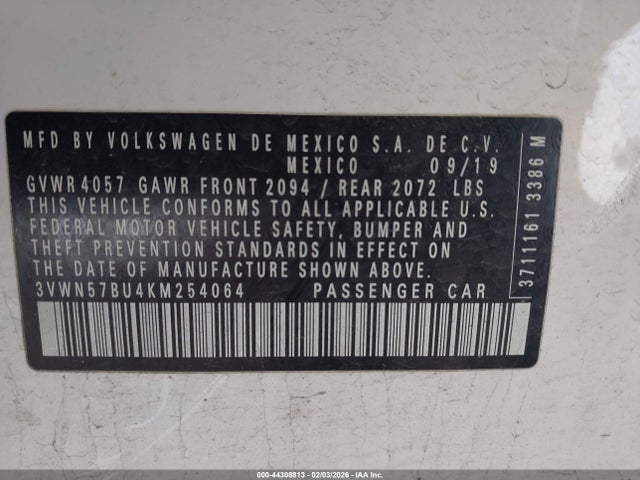 MFD BY VOLKSWAGEN DE MEXICO S.A. DE C.V.
MEXICO 09/19
GVWR 4057 GAWR FRONT 2094 / REAR 2072 LBS
THIS VEHICLE CONFORMS TO ALL APPLICABLE U.S.
FEDERAL MOTOR VEHICLE SAFETY, BUMPER AND
THEFT PREVENTION STANDARDS IN EFFECT ON
THE DATE OF MANUFACTURE SHOWN ABOVE.
3VWN57BU4KM254064 PASSENGER CAR
3711161 3386 M
000-44308813 - 02/03/2026 - IAA Inc.